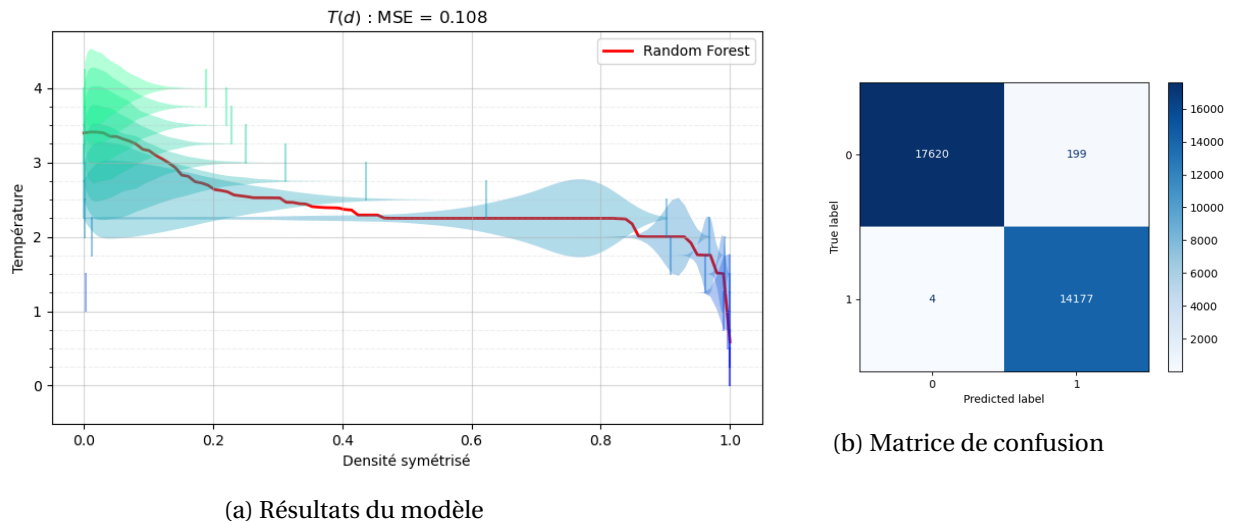 T(d) : MSE = 0.108
Random Forest
Température
4
3
2
1
0
0.0 0.2 0.4 0.6 0.8 1.0
Densité symétrisé
(a) Résultats du modèle
True label
0
1
17620 199
4 14177
0 1
Predicted label
16000
14000
12000
10000
8000
6000
4000
2000
(b) Matrice de confusion